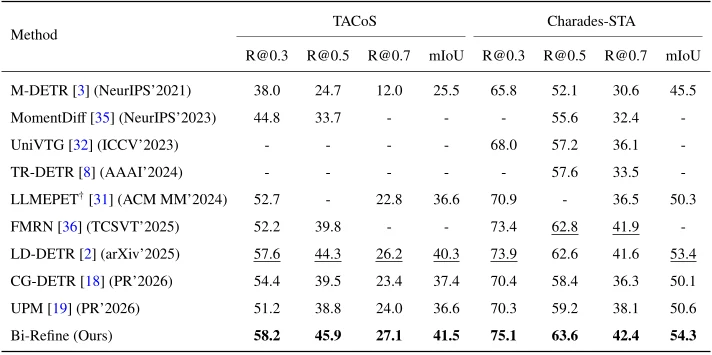 Method TACoS Charades-STA
R@0.3 R@0.5 R@0.7 mIoU R@0.3 R@0.5 R@0.7 mIoU
M-DETR [3] (NeurIPS'2021) 38.0 24.7 12.0 25.5 65.8 52.1 30.6 45.5
MomentDiff [35] (NeurIPS'2023) 44.8 33.7 - - - 55.6 32.4 -
UniVTG [32] (ICCV'2023) - - - - 68.0 57.2 36.1 -
TR-DETR [8] (AAAI'2024) - - - - - 57.6 33.5 -
LLMEPET† [31] (ACM MM'2024) 52.7 - 22.8 36.6 70.9 - 36.5 50.3
FMRN [36] (TCSVT'2025) 52.2 39.8 - - 73.4 62.8 41.9 -
LD-DETR [2] (arXiv'2025) 57.6 44.3 26.2 40.3 73.9 62.6 41.6 53.4
CG-DETR [18] (PR'2026) 54.4 39.5 23.4 37.4 70.4 58.4 36.3 50.1
UPM [19] (PR'2026) 51.2 38.8 24.0 36.6 70.3 59.2 38.1 50.6
Bi-Refine (Ours) 58.2 45.9 27.1 41.5 75.1 63.6 42.4 54.3